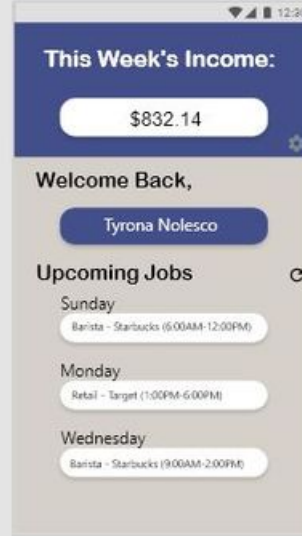 12:30
This Week's Income:
$832.14
Welcome Back,
Tyrona Nolesco
Upcoming Jobs
Sunday
Barista - Starbucks (6:00AM-12:00PM)
Monday
Retail - Target (1:00PM-6:00PM)
Wednesday
Barista - Starbucks (9:00AM-2:00PM)